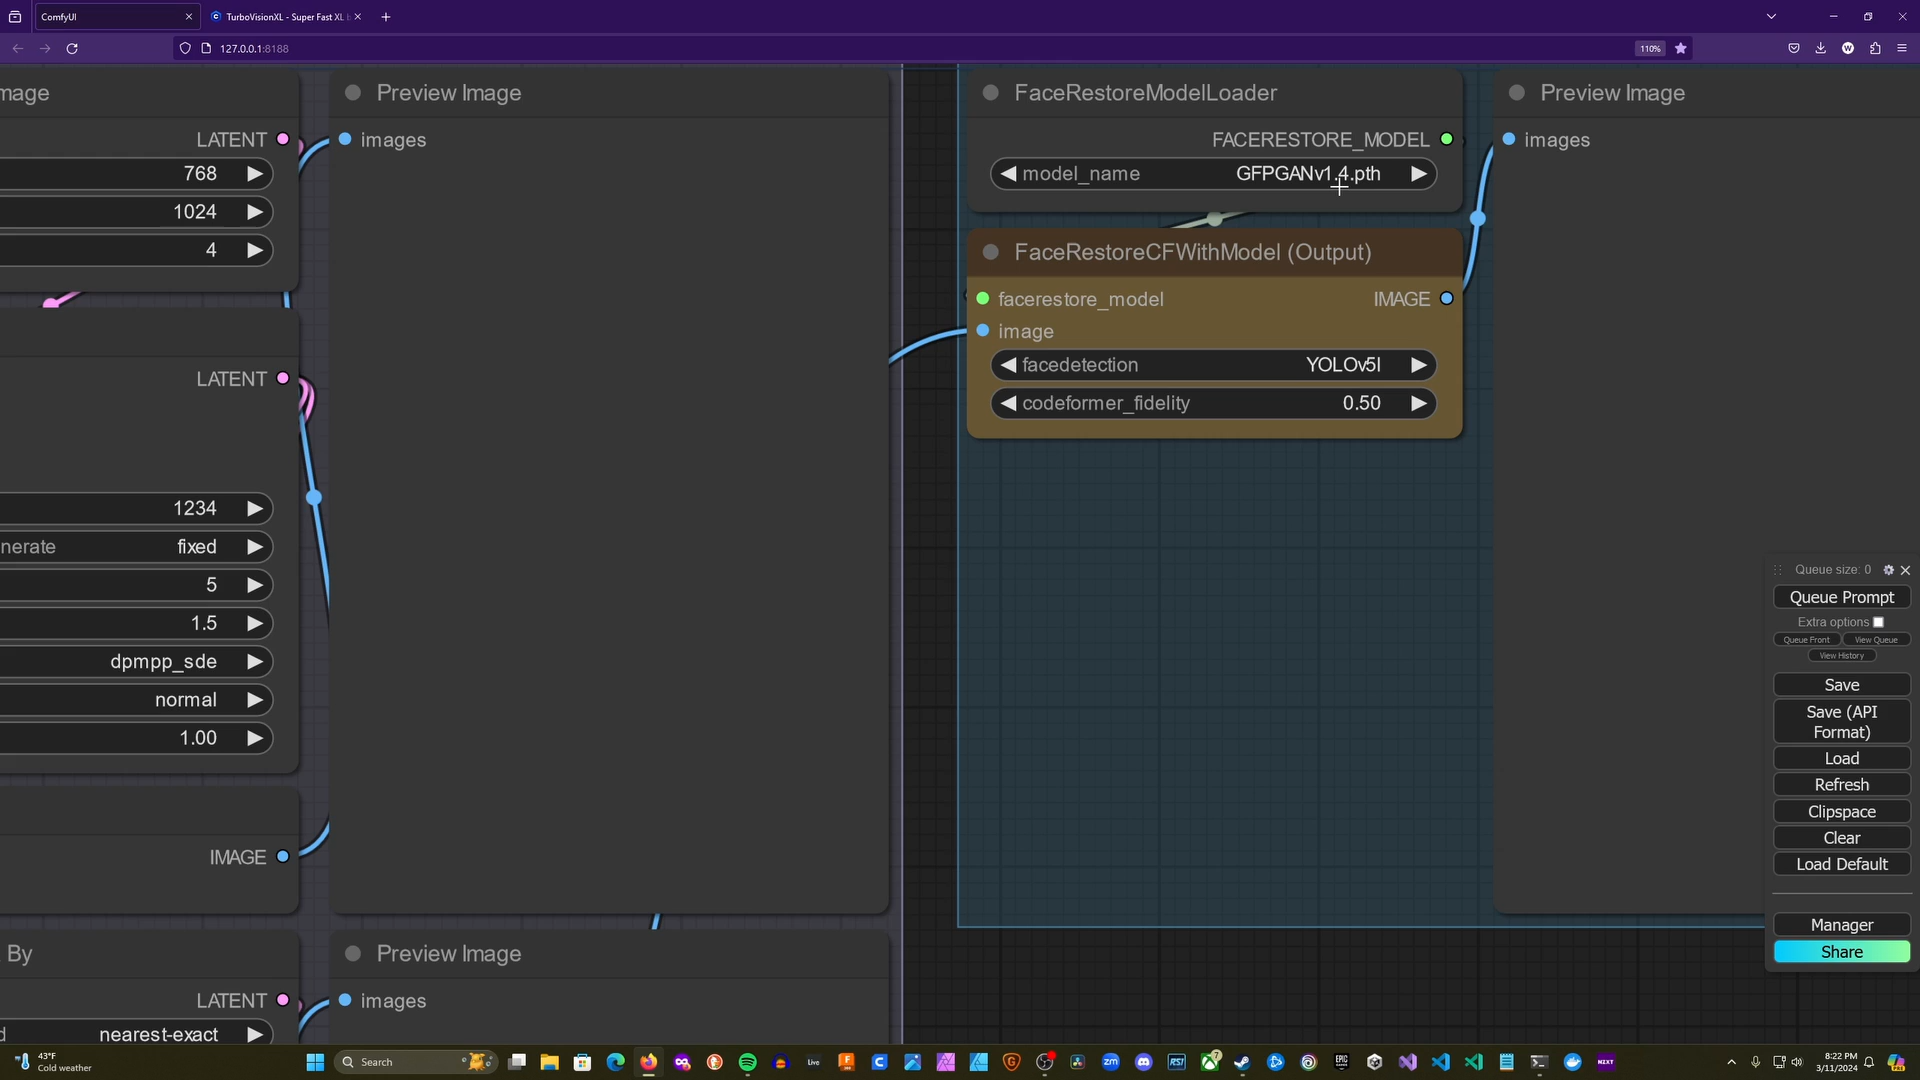 ComfyUI
TurboVisionXL - Super Fast XL b
127.0.0.1:8188
110%
mage
LATENT
768
1024
4
LATENT
1234
nerate fixed
5
1.5
dpmpp_sde
normal
1.00
IMAGE
By
LATENT
d nearest-exact
Preview Image
images
Preview Image
images
FaceRestoreModelLoader
FACERESTORE_MODEL
model_name GFPGANv1.4.pth
FaceRestoreCFWithModel (Output)
facerestore_model IMAGE
image
facedetection YOLOv5l
codeformer_fidelity 0.50
Preview Image
images
Queue size: 0
Queue Prompt
Extra options
Queue Front View Queue
View History
Save
Save (API
Format)
Load
Refresh
Clipspace
Clear
Load Default
Manager
Share
43°F
Cold weather
Search
8:22 PM
3/11/2024